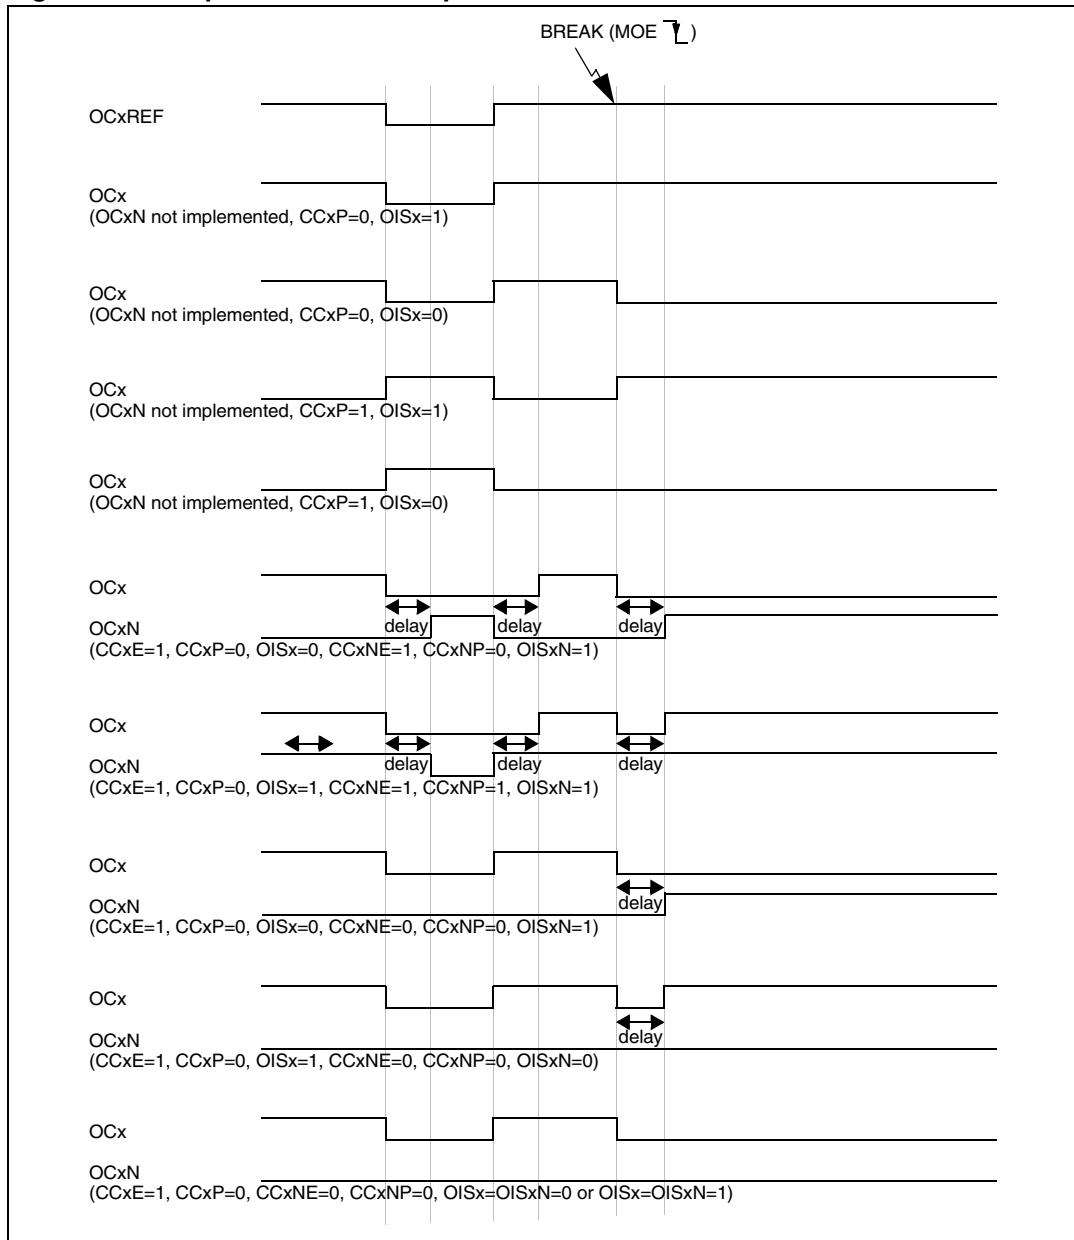 BREAK (MOE )
OCxREF
OCx
(OCxN not implemented, CCxP=0, OISx=1)
OCx
(OCxN not implemented, CCxP=0, OISx=0)
OCx
(OCxN not implemented, CCxP=1, OISx=1)
OCx
(OCxN not implemented, CCxP=1, OISx=0)
OCx
OCxN delay delay delay
(CCxE=1, CCxP=0, OISx=0, CCxNE=1, CCxNP=0, OISxN=1)
OCx
OCxN delay delay delay
(CCxE=1, CCxP=0, OISx=1, CCxNE=1, CCxNP=1, OISxN=1)
OCx
OCxN delay
(CCxE=1, CCxP=0, OISx=0, CCxNE=0, CCxNP=0, OISxN=1)
OCx
OCxN delay
(CCxE=1, CCxP=0, OISx=1, CCxNE=0, CCxNP=0, OISxN=0)
OCx
OCxN
(CCxE=1, CCxP=0, CCxNE=0, CCxNP=0, OISx=OISxN=0 or OISx=OISxN=1)